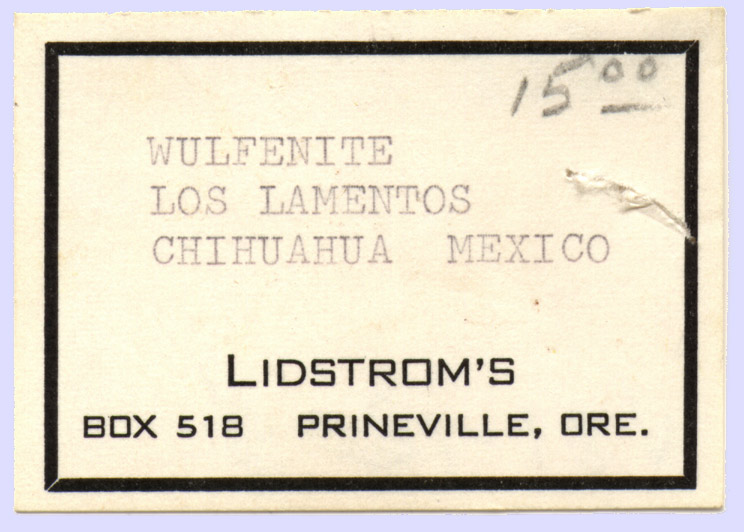 15.00
WULFENITE
LOS LAMENTOS
CHIHUAHUA MEXICO
LIDSTROM'S
BOX 518 PRINEVILLE, ORE.